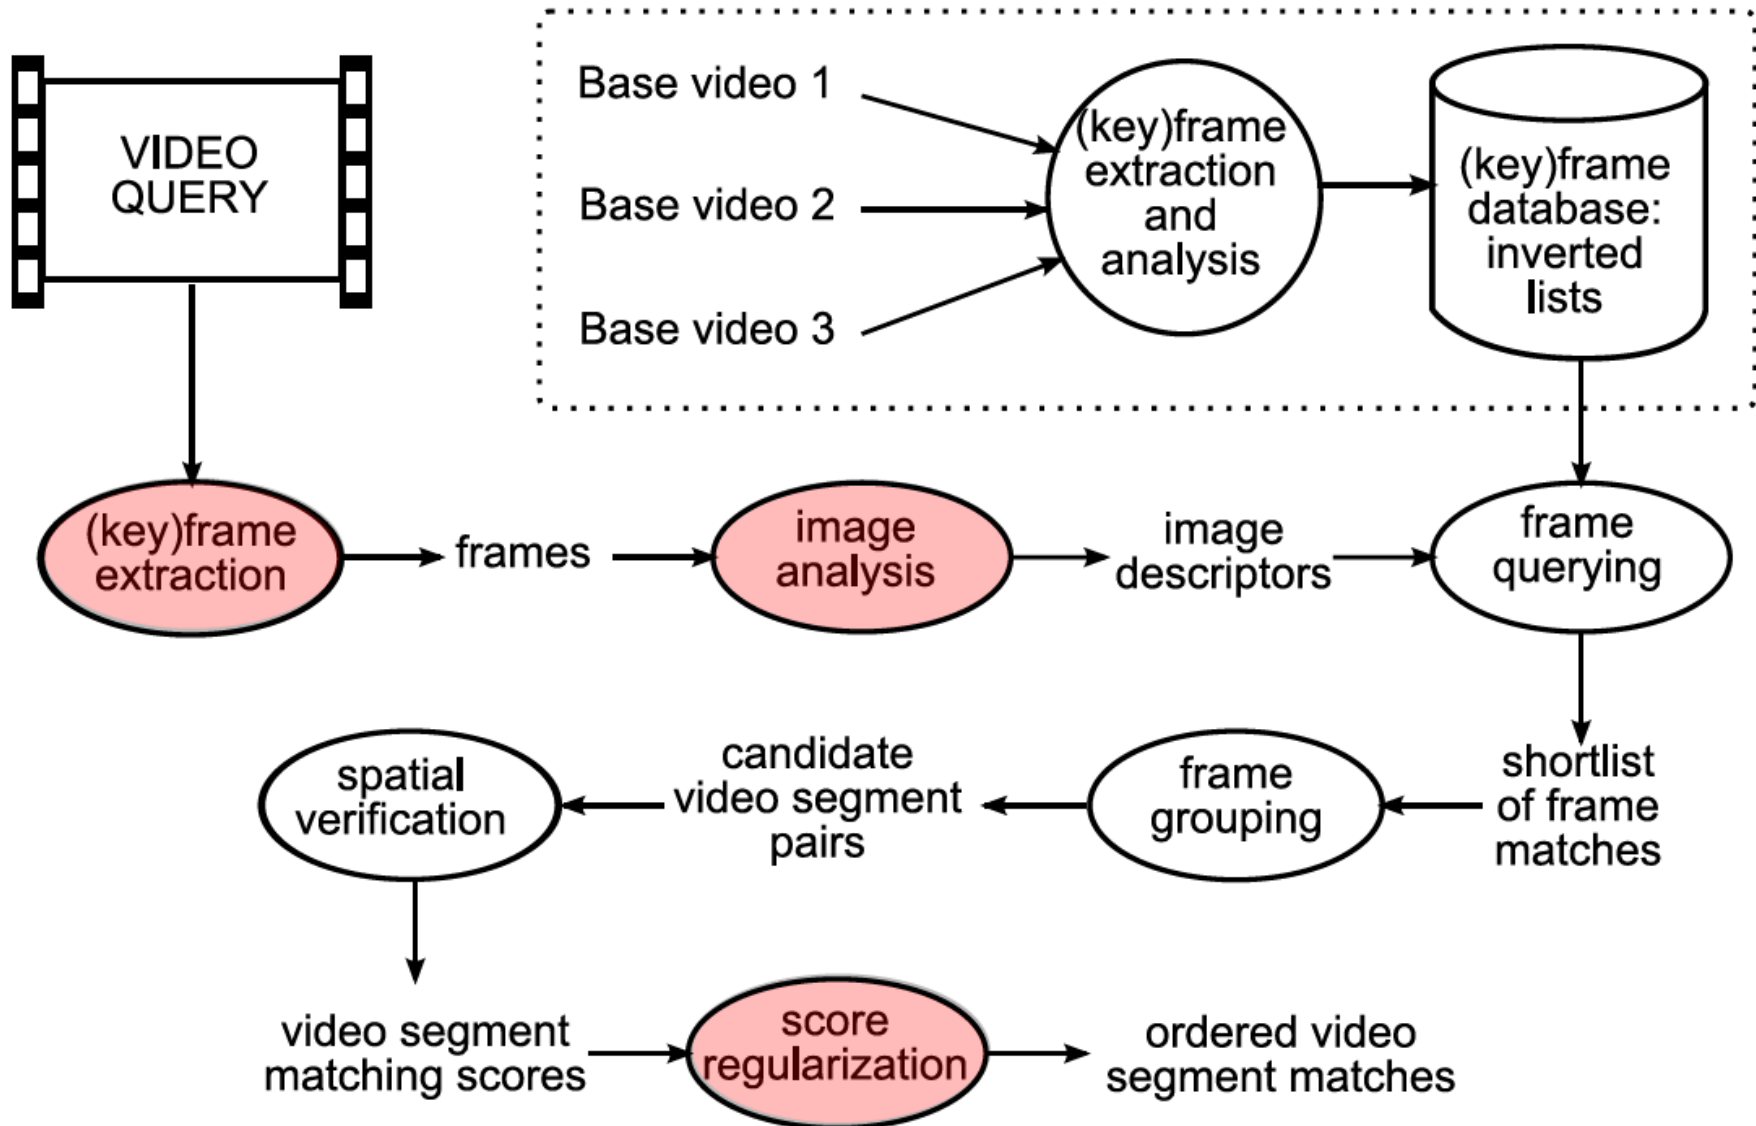 VIDEO
QUERY
Base video 1
Base video 2
Base video 3
(key)frame
extraction
and
analysis
(key)frame
database:
inverted
lists
(key)frame
extraction
frames
image
analysis
image
descriptors
frame
querying
shortlist
of frame
matches
frame
grouping
candidate
video segment
pairs
spatial
verification
video segment
matching scores
score
regularization
ordered video
segment matches